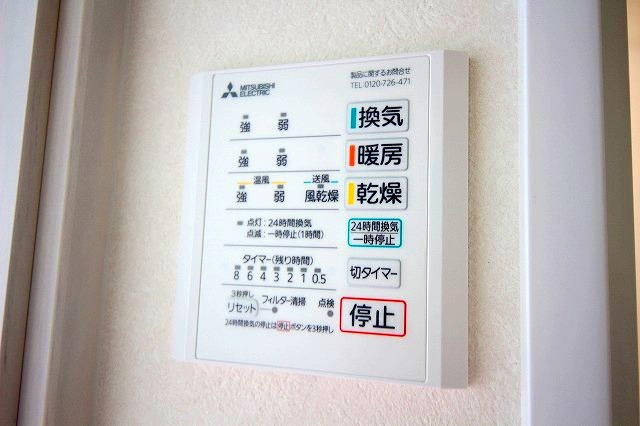 MITSUBISHI
ELECTRIC
製品に関するお問合せ
TEL 0120-726-471
強 弱 換気
強 弱 暖房
温風 送風
強 弱 風乾燥 乾燥
点灯:24時間換気
点滅:一時停止(1時間)
24時間換気
一時停止
タイマー(残り時間)
8 6 4 3 2 1 0.5
切タイマー
3秒押し
リセット フィルター清掃 点検
停止
24時間換気の停止は停止ボタンを3秒押し